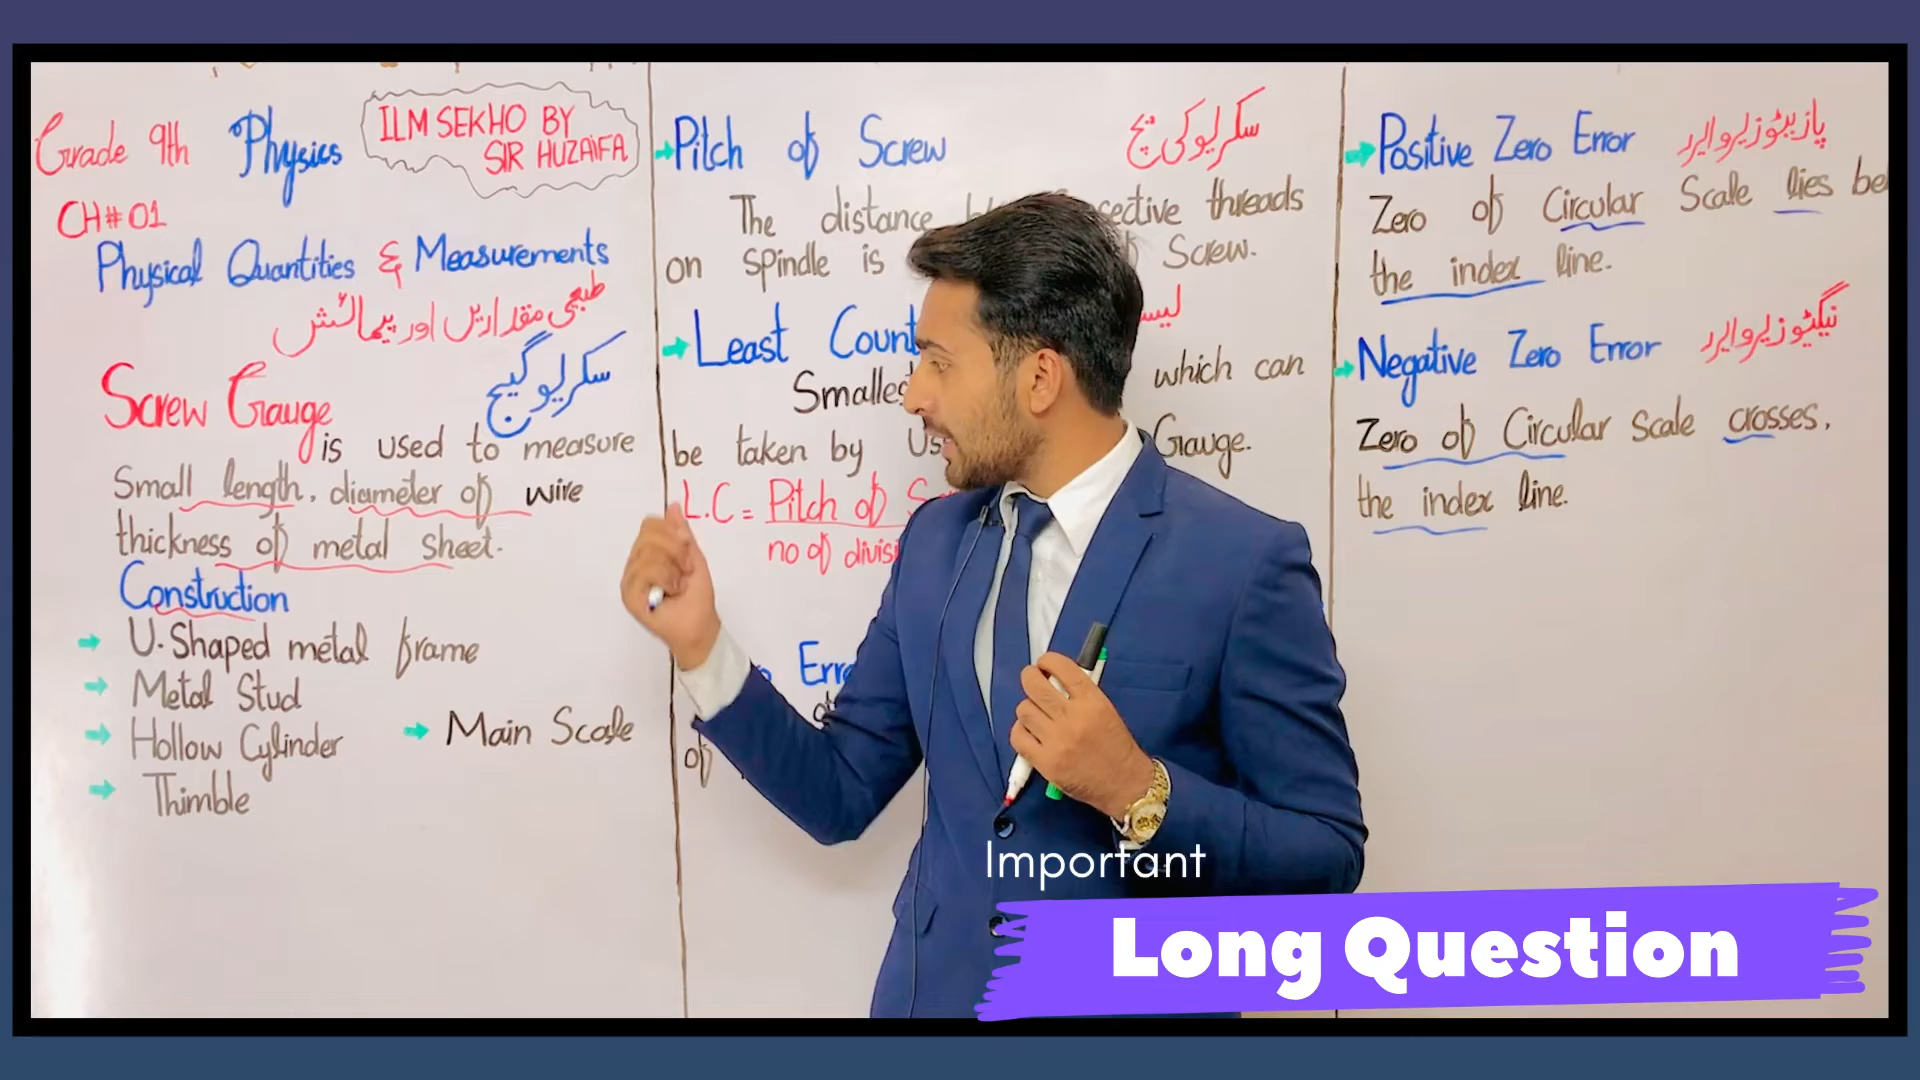 Grade 9th Physics
ILM SEKHO BY
SIR HUZAIFA
CH# 01
Physical Quantities & Measurements
طبیعی مقداریں اور پیمائش
Screw Gauge سکریو گیج
is used to measure
Small length, diameter of wire
thickness of metal sheet.
Construction
U-Shaped metal frame
Metal Stud
Hollow Cylinder → Main Scale
Thimble
Pitch of Screw سکریو کی پچ
The distance threads
on spindle is Screw.
Least Count
which can
be taken by Gauge.
L.C = Pitch of
no of
of
Positive Zero Error پازیٹو زیرو ایرر
Zero of Circular Scale lies
the index line.
Negative Zero Error نیگیٹو زیرو ایرر
Zero of Circular Scale crosses,
the index line.
Important
Long Question